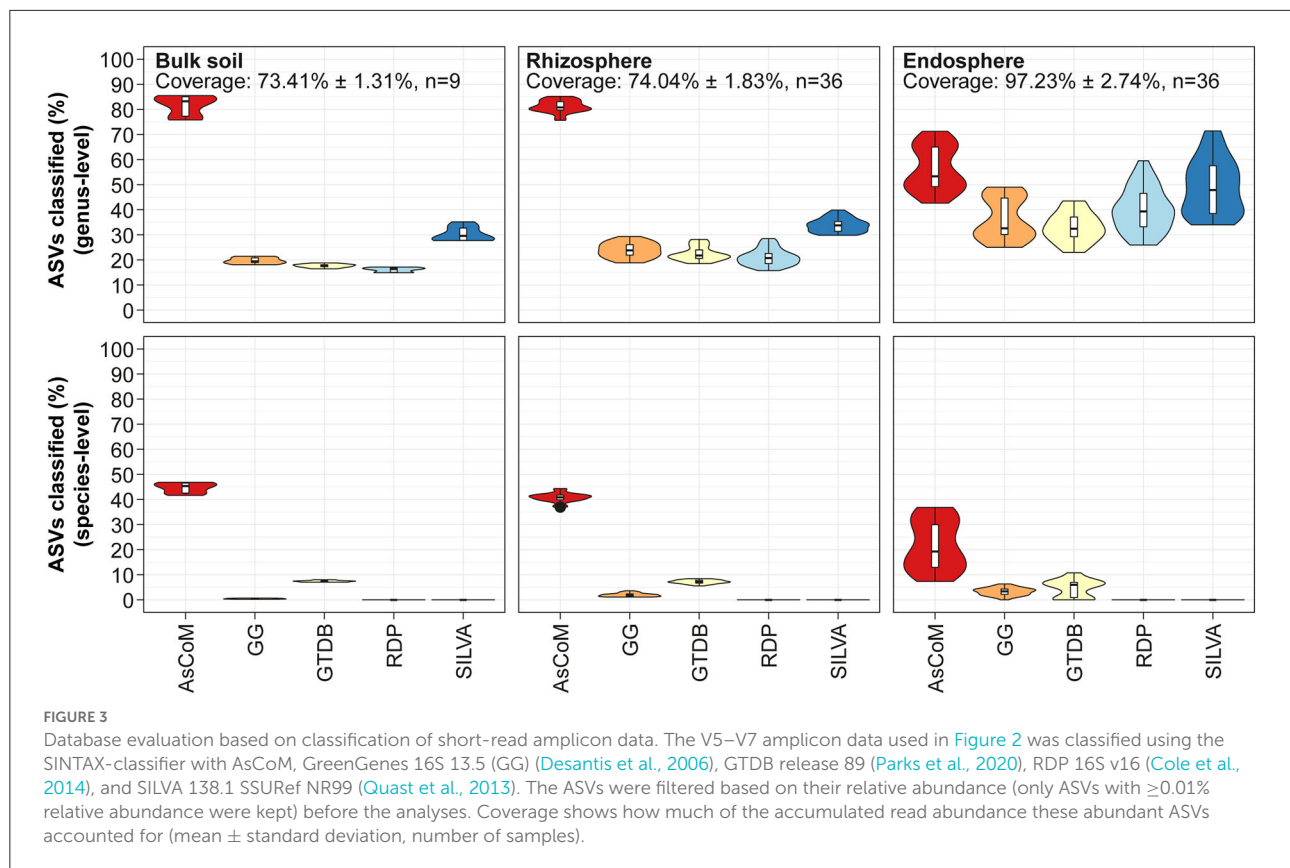 Bulk soil
Coverage: 73.41% ± 1.31%, n=9
Rhizosphere
Coverage: 74.04% ± 1.83%, n=36
Endosphere
Coverage: 97.23% ± 2.74%, n=36
ASVs classified (%)
(genus-level)
100
90
80
70
60
50
40
30
20
10
0
ASVs classified (%)
(species-level)
100
90
80
70
60
50
40
30
20
10
0
AsCoM
GG
GTDB
RDP
SILVA
AsCoM
GG
GTDB
RDP
SILVA
AsCoM
GG
GTDB
RDP
SILVA
FIGURE 3
Database evaluation based on classification of short-read amplicon data. The V5–V7 amplicon data used in Figure 2 was classified using the
SINTAX-classifier with AsCoM, GreenGenes 16S 13.5 (GG) (Desantis et al., 2006), GTDB release 89 (Parks et al., 2020), RDP 16S v16 (Cole et al.,
2014), and SILVA 138.1 SSURef NR99 (Quast et al., 2013). The ASVs were filtered based on their relative abundance (only ASVs with ≥0.01%
relative abundance were kept) before the analyses. Coverage shows how much of the accumulated read abundance these abundant ASVs
accounted for (mean ± standard deviation, number of samples).